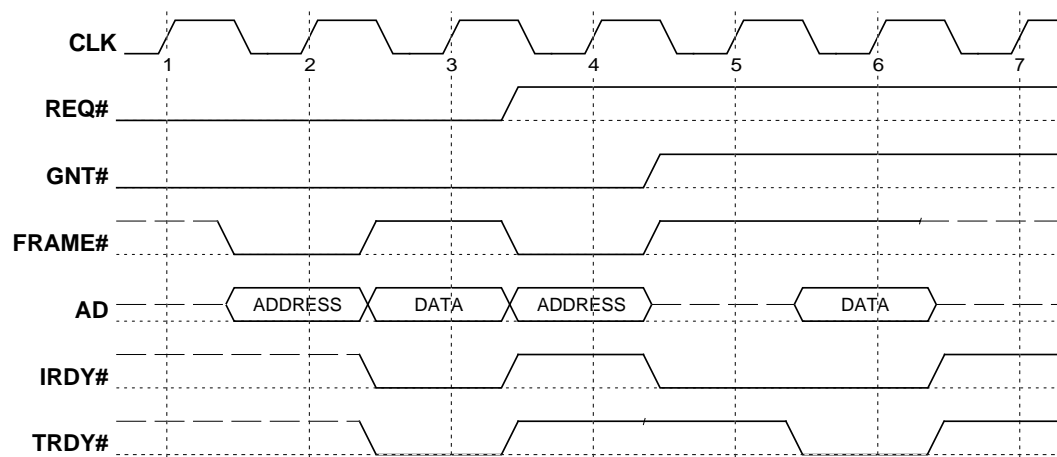 CLK
1 2 3 4 5 6 7
REQ#
GNT#
FRAME#
AD ADDRESS DATA ADDRESS DATA
IRDY#
TRDY#